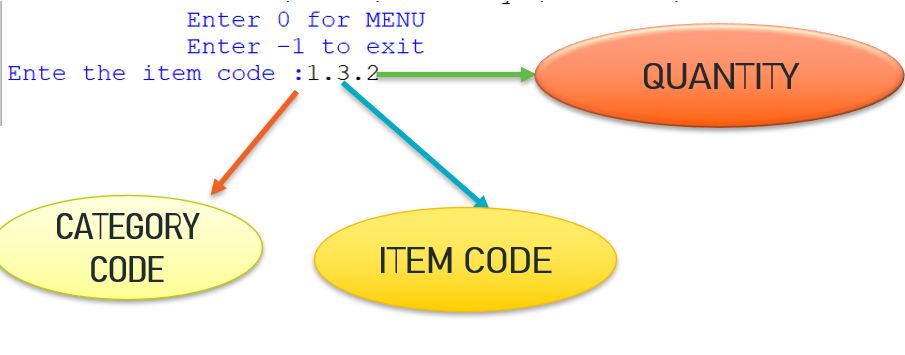 Enter 0 for MENU
Enter -1 to exit
Ente the item code :1.3.2
QUANTITY
CATEGORY
CODE
ITEM CODE